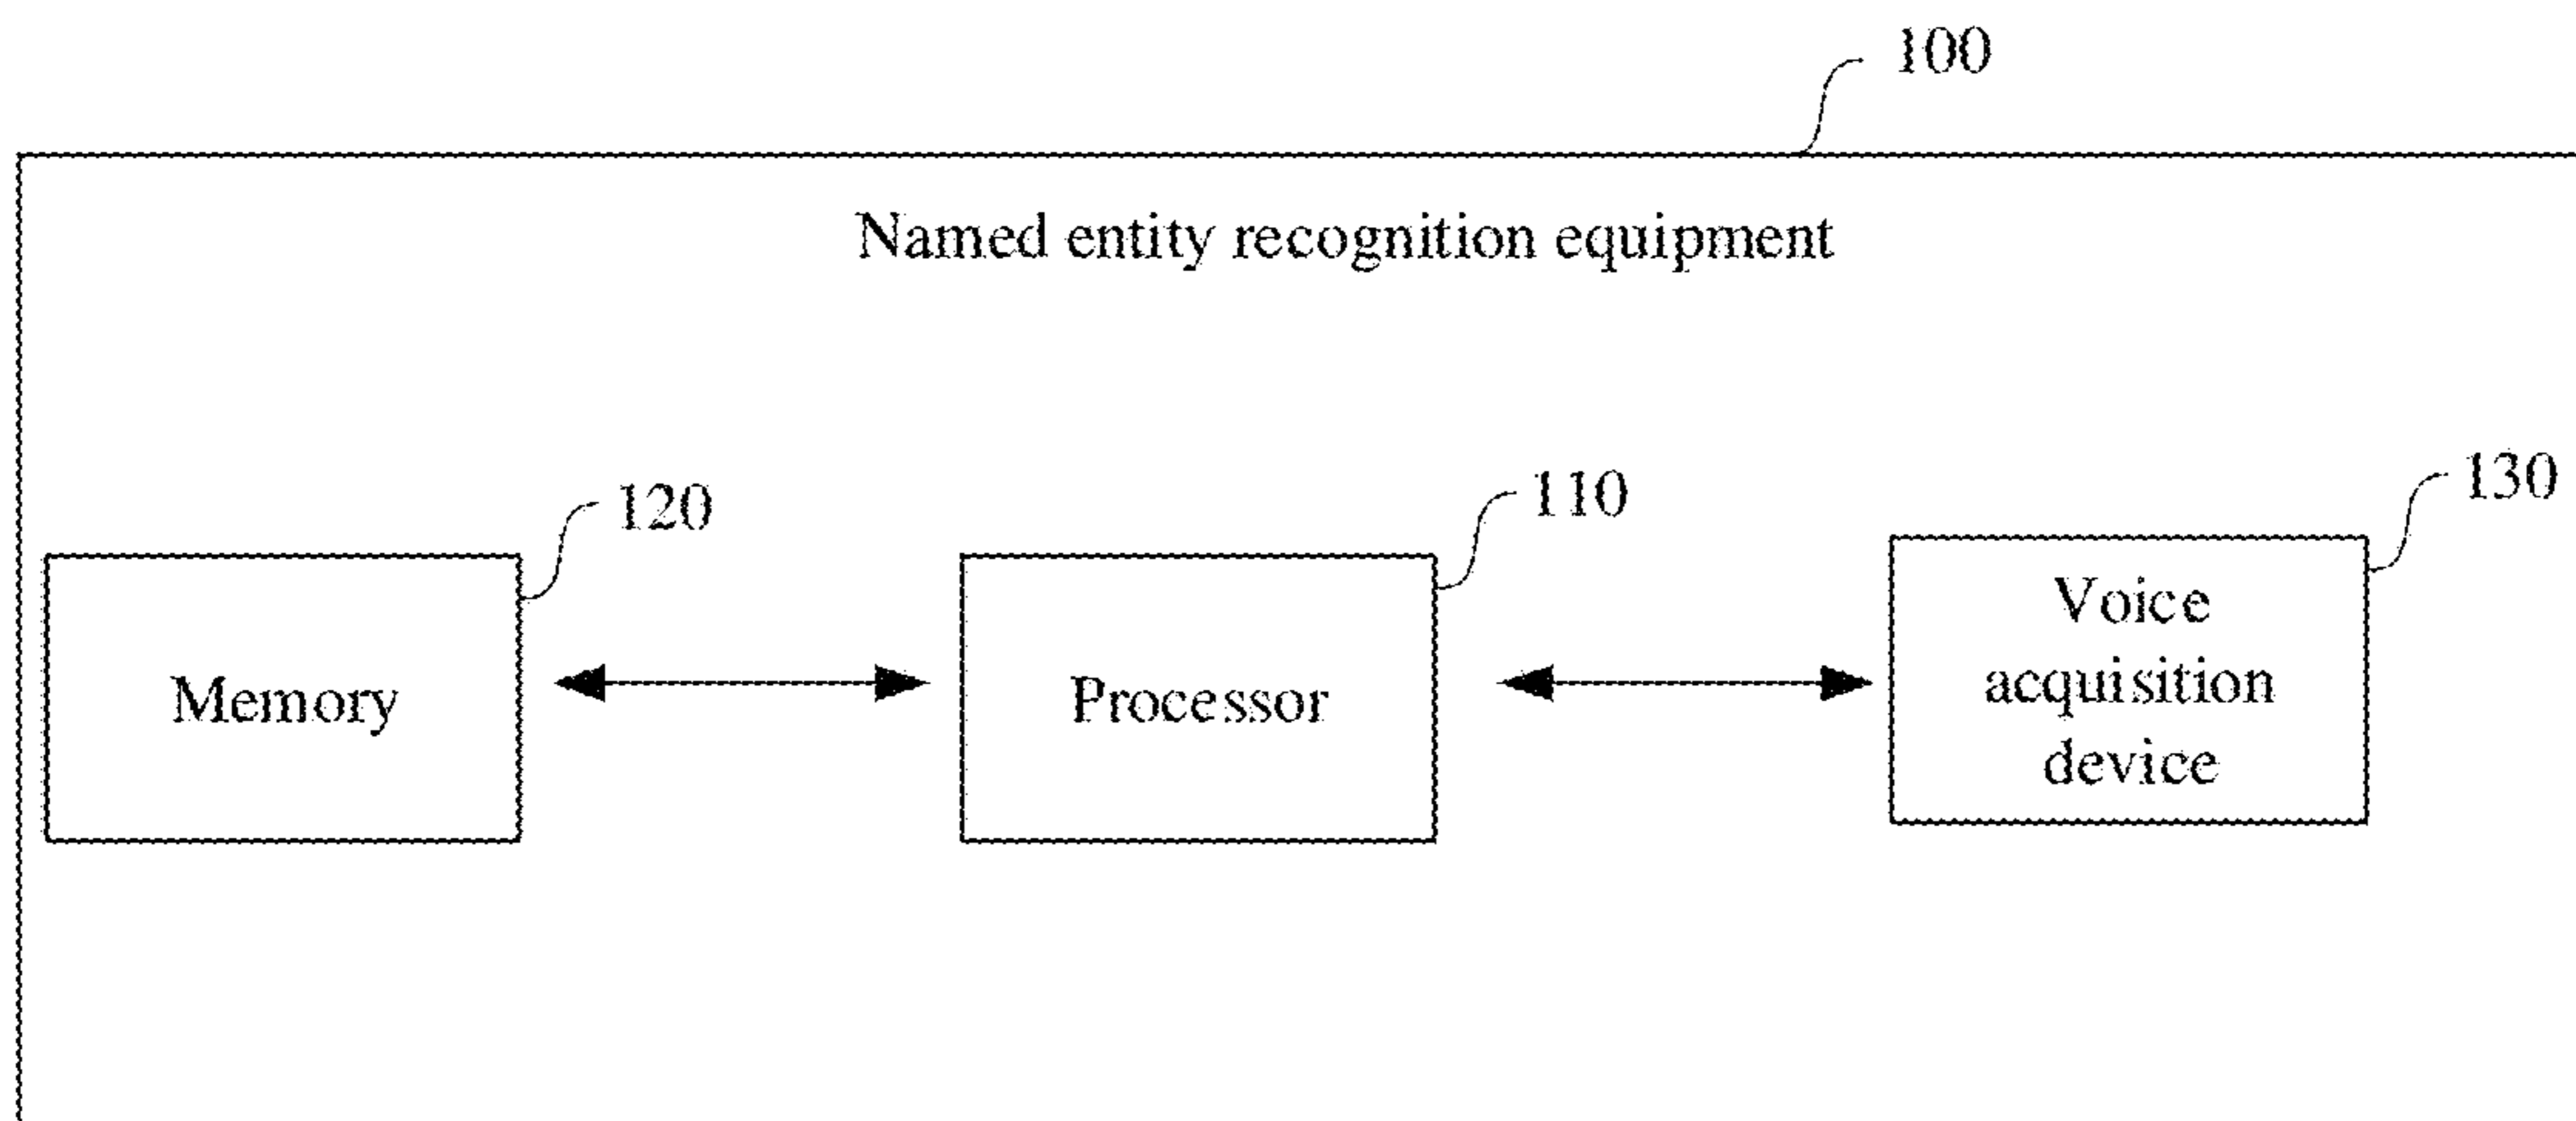 100
Named entity recognition equipment
120
110
130
Memory
Processor
Voice
acquisition
device